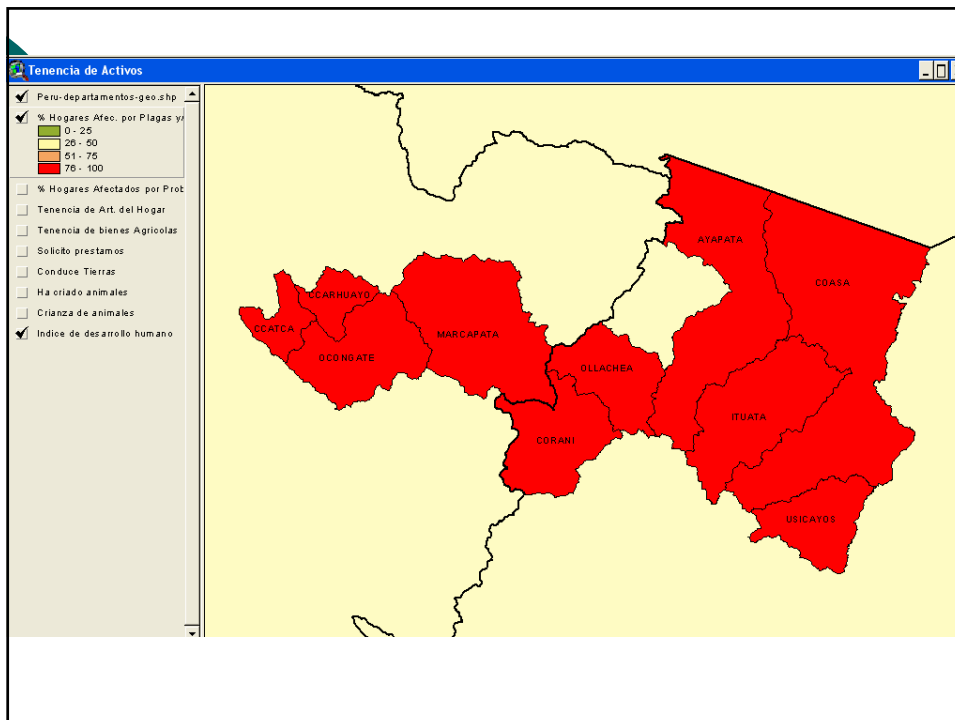 Tenencia de Activos
Peru-departamentos-geo.shp
% Hogares Afec. por Plagas y/
0 - 25
26 - 50
51 - 75
76 - 100
% Hogares Afectados por Prob
Tenencia de Art. del Hogar
Tenencia de bienes Agricolas
Solicito prestamos
Conduce Tierras
Ha criado animales
Crianza de animales
Indice de desarrollo humano
AYAPATA
COASA
CCARHUAYO
CCATCA
MARCAPATA
OCONGATE
OLLACHEA
ITUATA
CORANI
USICAYOS